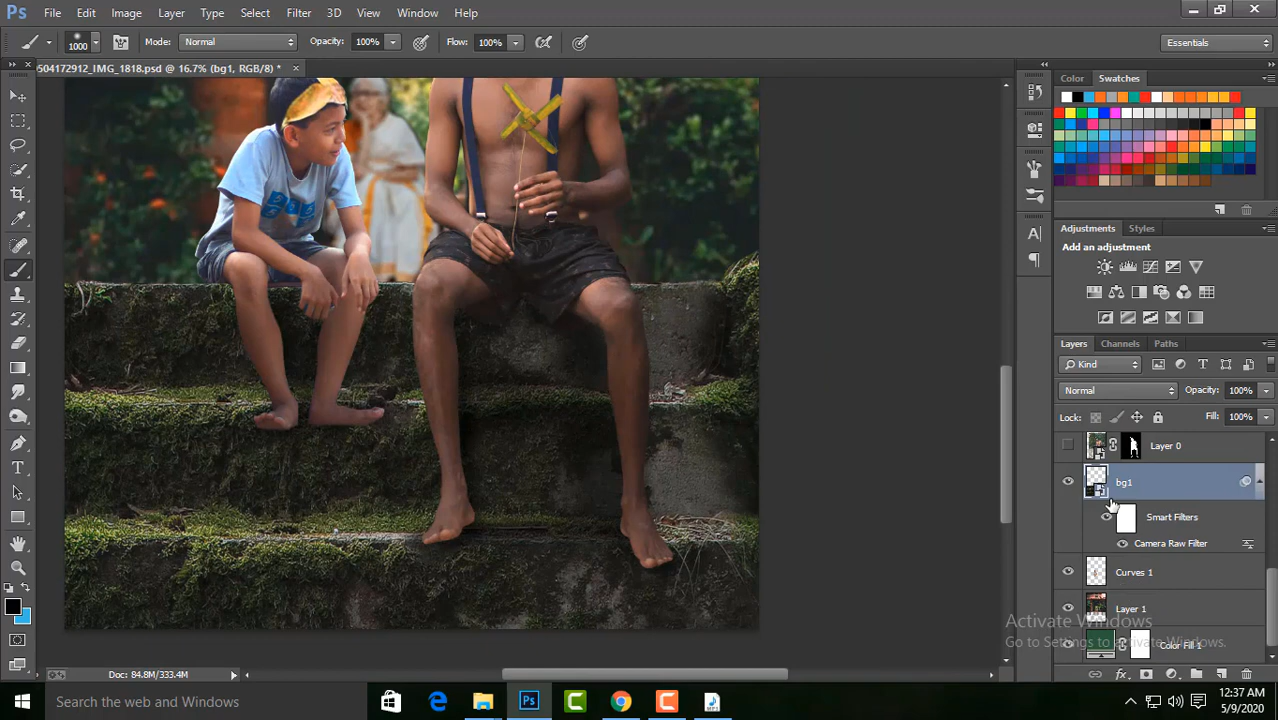 Ps File Edit Image Layer Type Select Filter 3D View Window Help
1000 Mode: Normal Opacity: 100% Flow: 100% Essentials
504172912_IMG_1818.psd @ 16.7% (bg1, RGB/8) * ×
Color Swatches
Adjustments Styles
Add an adjustment
Layers Channels Paths
Kind
Normal Opacity: 100%
Lock: Fill: 100%
Layer 0
bg1
Smart Filters
Camera Raw Filter
Curves 1
Layer 1
Activate Windows
Go to Settings to activate Windows.
Color Fill 1
Doc: 84.8M/333.4M
Search the web and Windows
12:37 AM
5/9/2020